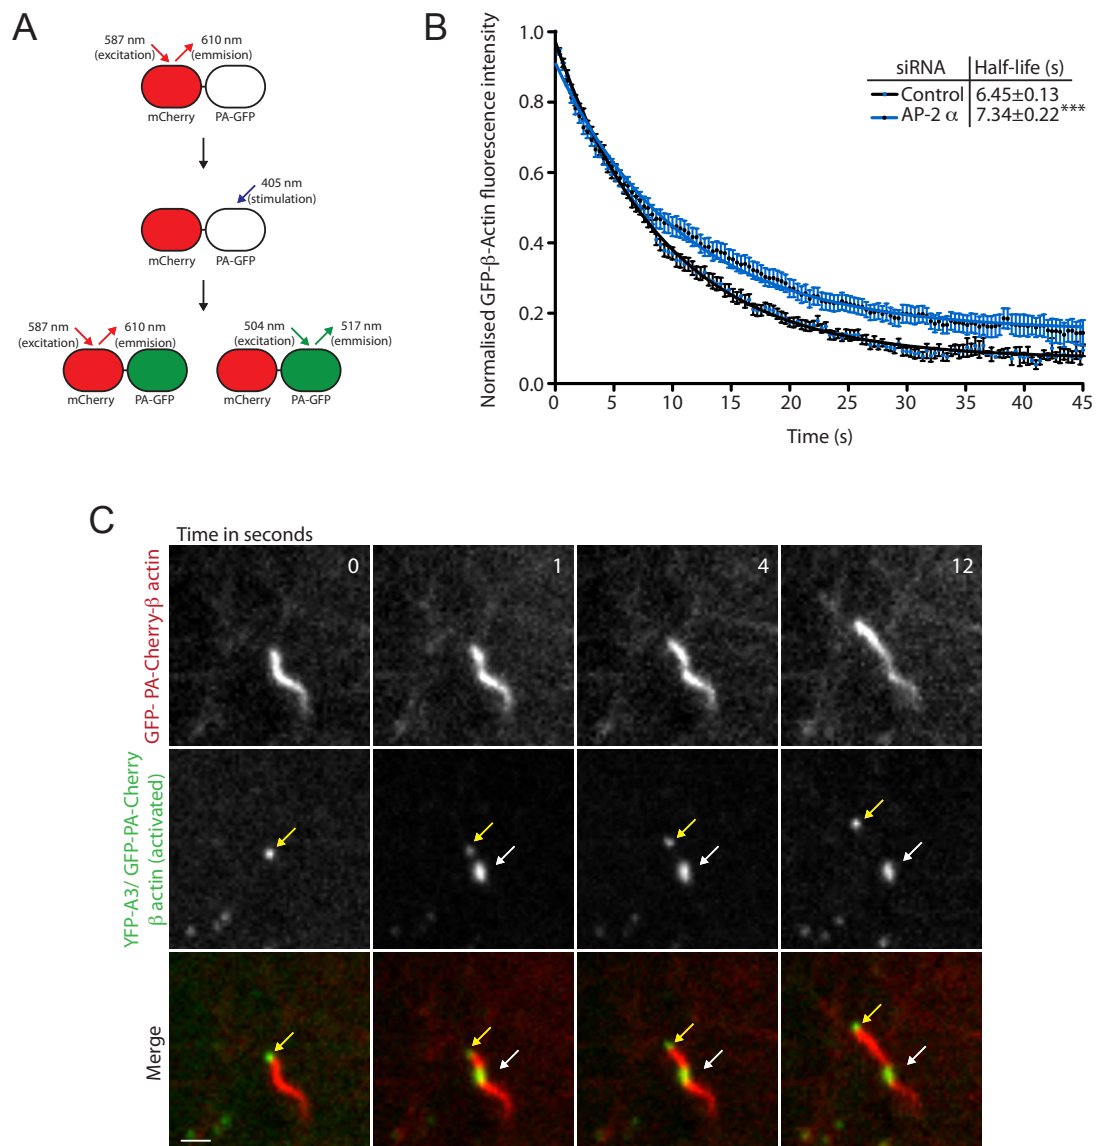 A
587 nm
(excitation)
610 nm
(emmision)
mCherry
PA-GFP
405 nm
(stimulation)
mCherry
PA-GFP
587 nm
(excitation)
610 nm
(emmision)
mCherry
PA-GFP
504 nm
(excitation)
517 nm
(emmision)
mCherry
PA-GFP
B
Normalised GFP-β-Actin fluorescence intensity
1.0
0.8
0.6
0.4
0.2
0.0
0 5 10 15 20 25 30 35 40 45
Time (s)
siRNA Half-life (s)
Control 6.45±0.13
AP-2 α 7.34±0.22***
C
Time in seconds
0 1 4 12
GFP- PA-Cherry-β actin
YFP-A3/ GFP-PA-Cherry
β actin (activated)
Merge